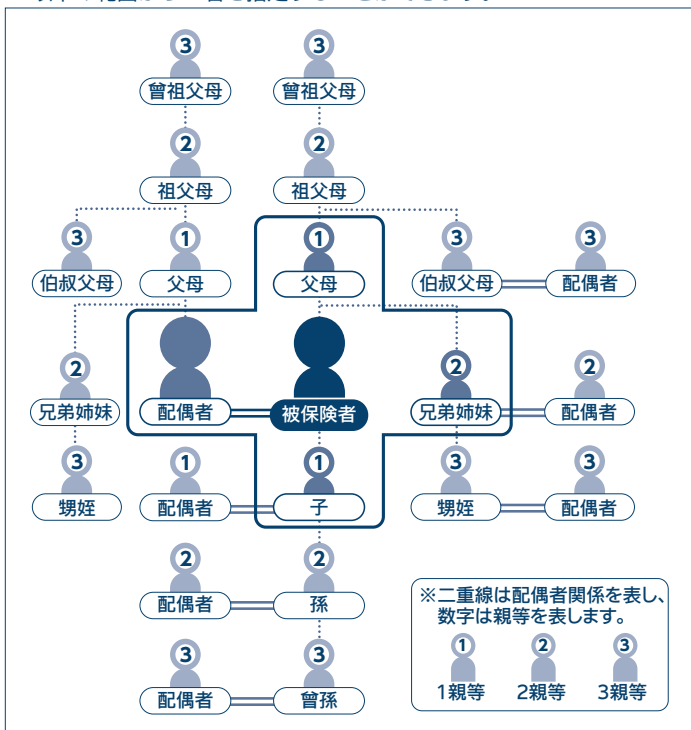 3 3
曾祖父母 曾祖父母
2 2
祖父母 祖父母
3 1 1 3 3
伯叔父母 父母 父母 伯叔父母 配偶者
2 2 2
兄弟姉妹 配偶者 被保険者 兄弟姉妹 配偶者
3 1 1 3 3
甥姪 配偶者 子 甥姪 配偶者
2 2
配偶者 孫
3 3
配偶者 曾孫
※二重線は配偶者関係を表し、
数字は親等を表します。
1 2 3
1親等 2親等 3親等